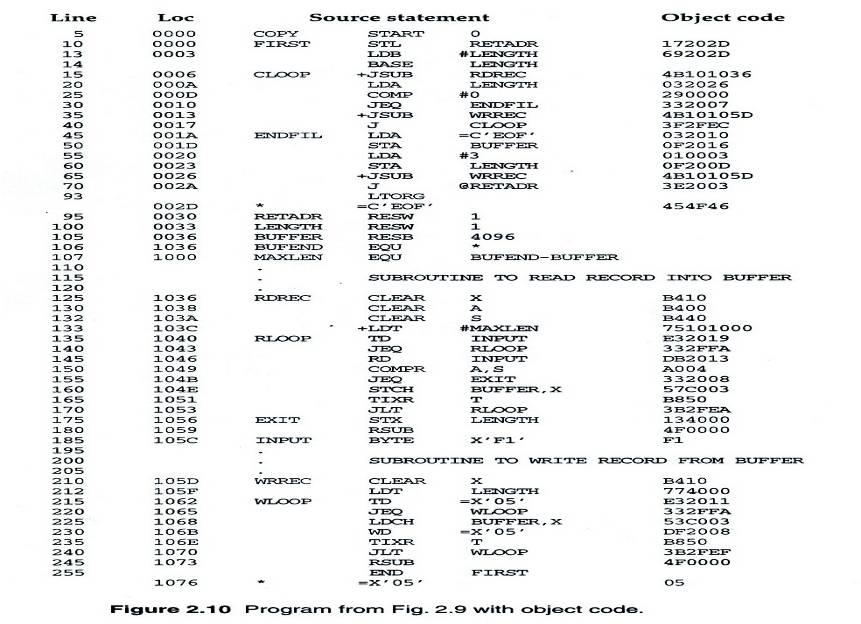 Line Loc Source statement Object code
5 0000 COPY START 0
10 0000 FIRST STL RETADR 17202D
13 0003 LDB #LENGTH 69202D
14 BASE LENGTH
15 0006 CLOOP +JSUB RDREC 4B101036
20 000A LDA LENGTH 032026
25 000D COMP #0 290000
30 0010 JEQ ENDFIL 332007
35 0013 +JSUB WRREC 4B10105D
40 0017 J CLOOP 3F2FEC
45 001A ENDFIL LDA =C'EOF' 032010
50 001D STA BUFFER 0F2016
55 0020 LDA #3 010003
60 0023 STA LENGTH 0F200D
65 0026 +JSUB WRREC 4B10105D
70 002A J @RETADR 3E2003
93 LTORG
002D * =C'EOF' 454F46
95 0030 RETADR RESW 1
100 0033 LENGTH RESW 1
105 0036 BUFFER RESB 4096
106 1036 BUFEND EQU *
107 1000 MAXLEN EQU BUFEND-BUFFER
110 .
115 . SUBROUTINE TO READ RECORD INTO BUFFER
120 .
125 1036 RDREC CLEAR X B410
130 1038 CLEAR A B400
132 103A CLEAR S B440
133 103C +LDT #MAXLEN 75101000
135 1040 RLOOP TD INPUT E32019
140 1043 JEQ RLOOP 332FFA
145 1046 RD INPUT DB2013
150 1049 COMPR A,S A004
155 104B JEQ EXIT 332008
160 104E STCH BUFFER,X 57C003
165 1051 TIXR T B850
170 1053 JLT RLOOP 3B2FEA
175 1056 EXIT STX LENGTH 134000
180 1059 RSUB 4F0000
185 105C INPUT BYTE X'F1' F1
195 .
200 . SUBROUTINE TO WRITE RECORD FROM BUFFER
205 .
210 105D WRREC CLEAR X B410
212 105F LDT LENGTH 774000
215 1062 WLOOP TD =X'05' E32011
220 1065 JEQ WLOOP 332FFA
225 1068 LDCH BUFFER,X 53C003
230 106B WD =X'05' DF2008
235 106E TIXR T B850
240 1070 JLT WLOOP 3B2FEF
245 1073 RSUB 4F0000
255 END FIRST
1076 * =X'05' 05
Figure 2.10 Program from Fig. 2.9 with object code.